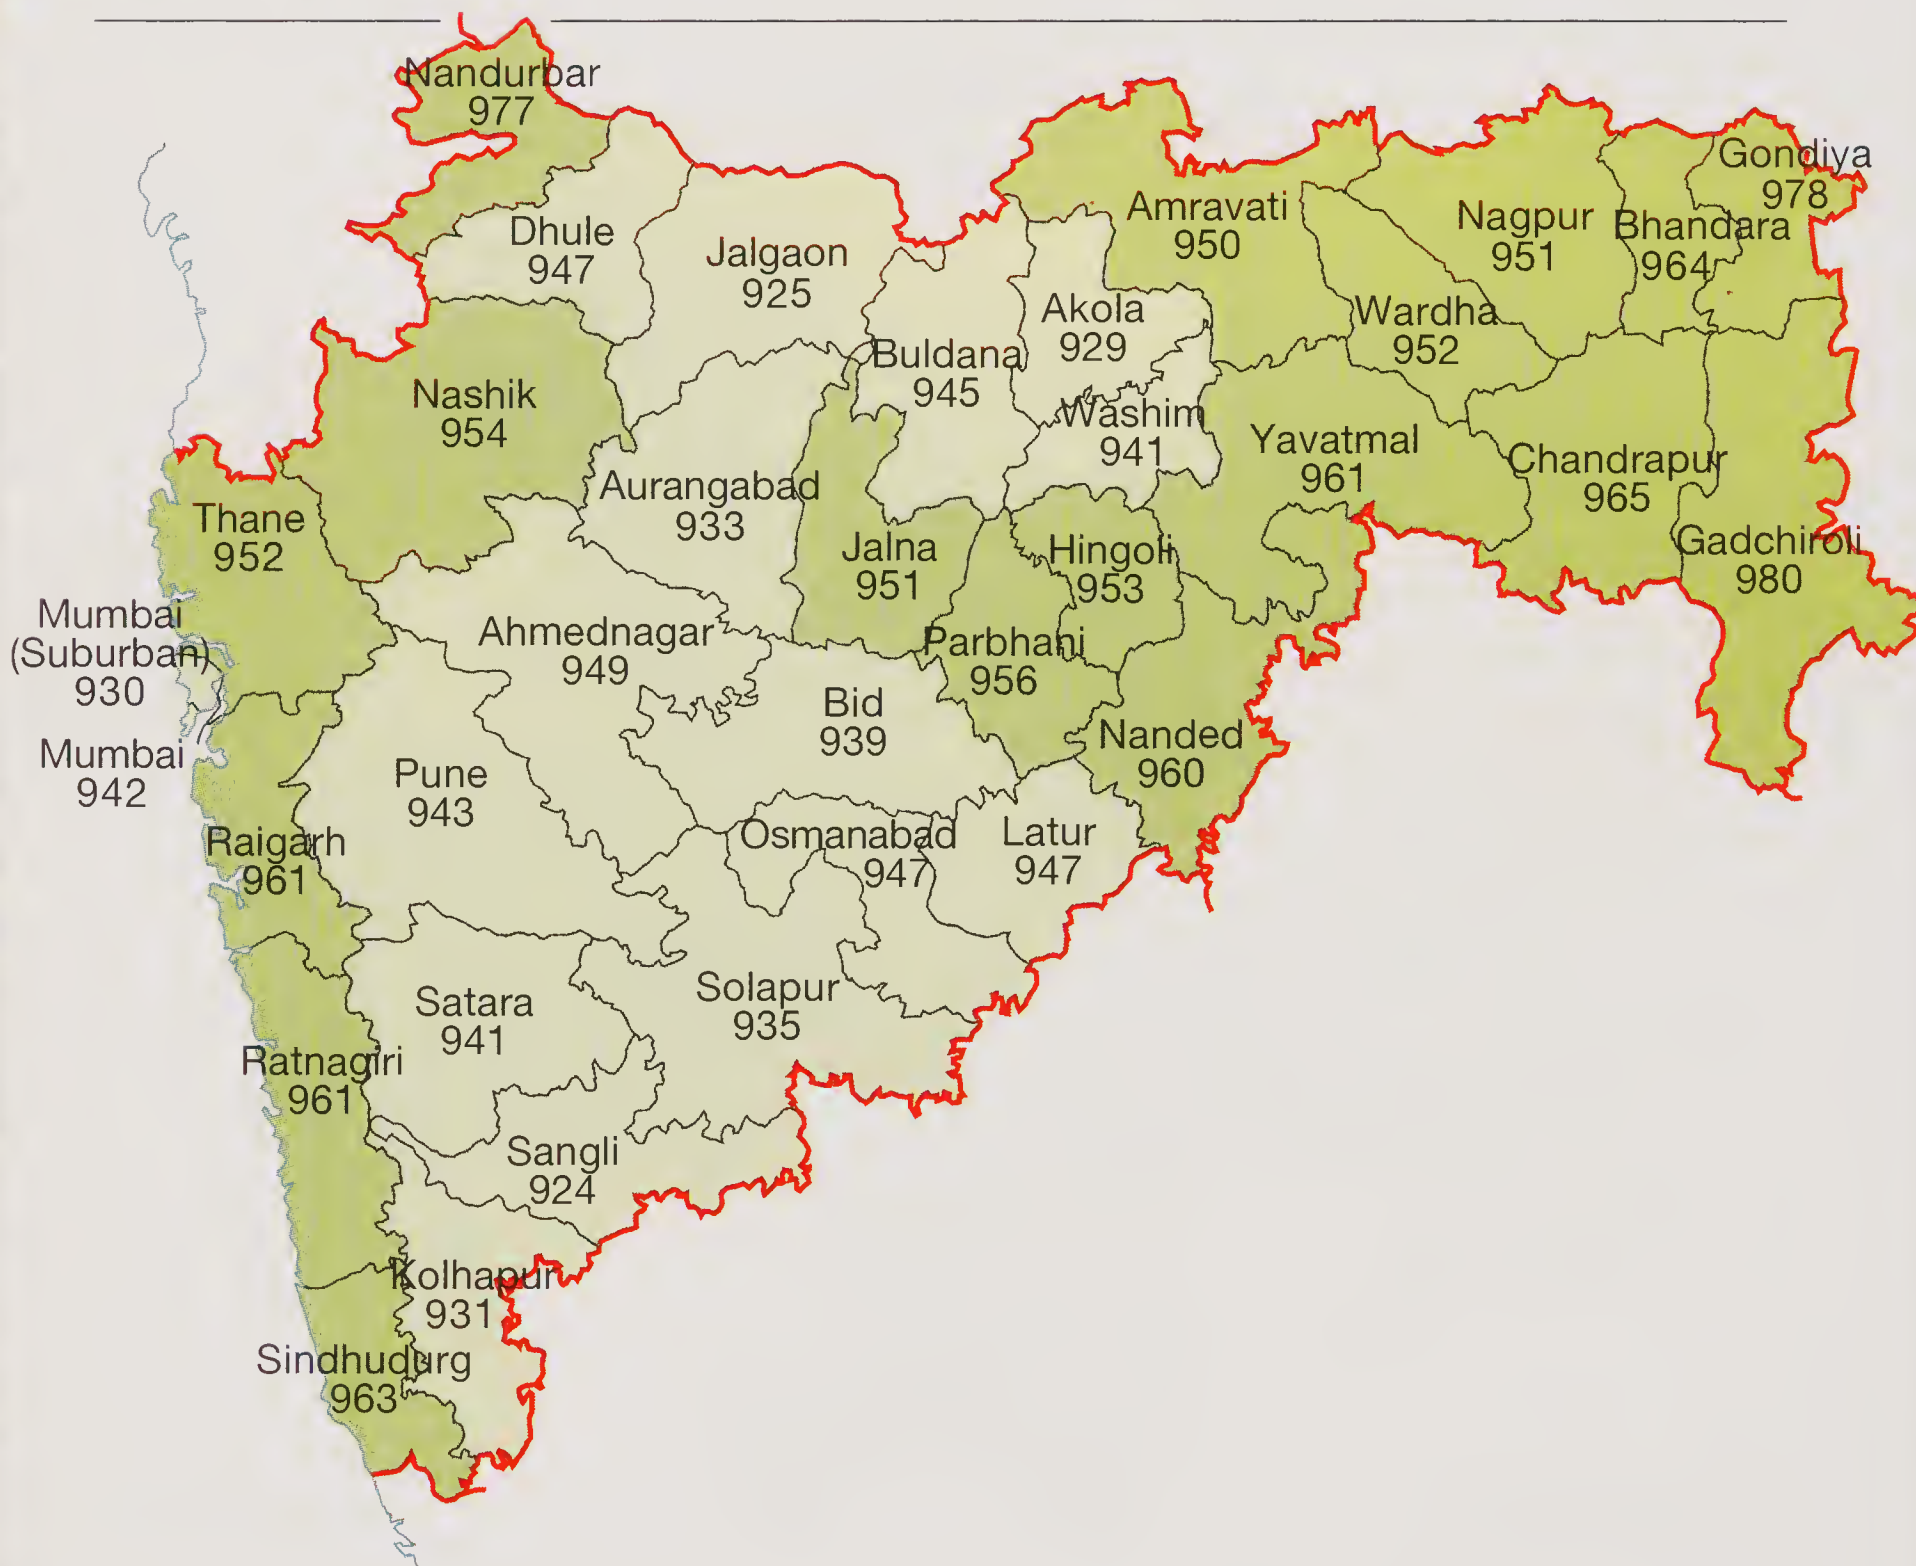 Nandurbar
977
Dhule
947
Jalgaon
925
Amravati
950
Nagpur
951
Gondiya
978
Bhandara
964
Akola
929
Wardha
952
Buldana
945
Washim
941
Nashik
954
Yavatmal
961
Chandrapur
965
Aurangabad
933
Thane
952
Jalna
951
Hingoli
953
Gadchiroli
980
Mumbai
(Suburban)
930
Ahmednagar
949
Parbhani
956
Bid
939
Nanded
960
Mumbai
942
Pune
943
Raigarh
961
Osmanabad
947
Latur
947
Satara
941
Solapur
935
Ratnagiri
961
Sangli
924
Kolhapur
931
Sindhudurg
963